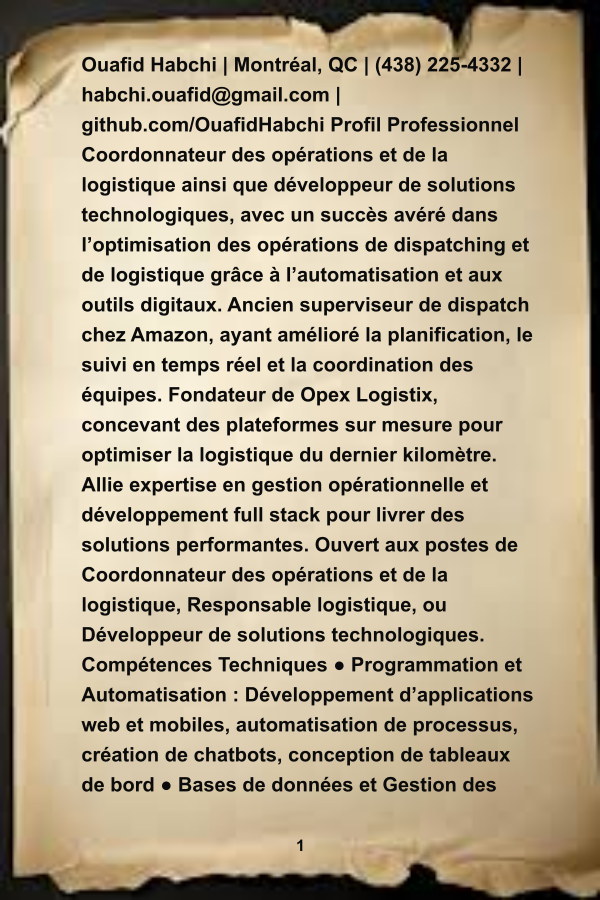 Ouafid Habchi | Montréal, QC | (438) 225-4332 |
habchi.ouafid@gmail.com |
github.com/OuafidHabchi Profil Professionnel
Coordonnateur des opérations et de la
logistique ainsi que développeur de solutions
technologiques, avec un succès avéré dans
l’optimisation des opérations de dispatching et
de logistique grâce à l’automatisation et aux
outils digitaux. Ancien superviseur de dispatch
chez Amazon, ayant amélioré la planification, le
suivi en temps réel et la coordination des
équipes. Fondateur de Opex Logistix,
concevant des plateformes sur mesure pour
optimiser la logistique du dernier kilomètre.
Allie expertise en gestion opérationnelle et
développement full stack pour livrer des
solutions performantes. Ouvert aux postes de
Coordonnateur des opérations et de la
logistique, Responsable logistique, ou
Développeur de solutions technologiques.
Compétences Techniques ● Programmation et
Automatisation : Développement d’applications
web et mobiles, automatisation de processus,
création de chatbots, conception de tableaux
de bord ● Bases de données et Gestion des
1